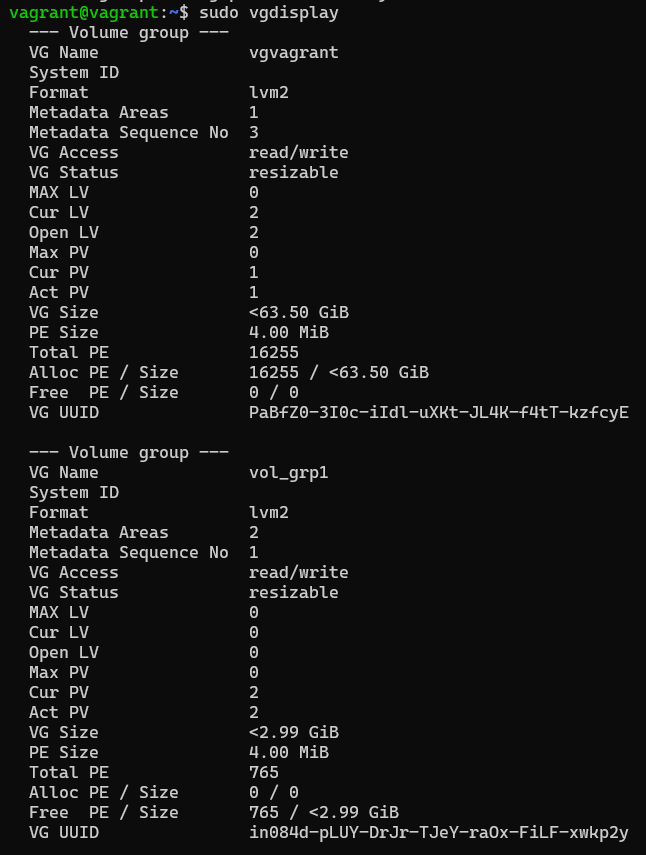 vagrant@vagrant:~$ sudo vgdisplay
  --- Volume group ---
  VG Name               vgvagrant
  System ID
  Format                lvm2
  Metadata Areas        1
  Metadata Sequence No  3
  VG Access             read/write
  VG Status             resizable
  MAX LV                0
  Cur LV                2
  Open LV               2
  Max PV                0
  Cur PV                1
  Act PV                1
  VG Size               <63.50 GiB
  PE Size               4.00 MiB
  Total PE              16255
  Alloc PE / Size       16255 / <63.50 GiB
  Free  PE / Size       0 / 0
  VG UUID               PaBfZ0-3I0c-iIdl-uXKt-JL4K-f4tT-kzfcyE

  --- Volume group ---
  VG Name               vol_grp1
  System ID
  Format                lvm2
  Metadata Areas        2
  Metadata Sequence No  1
  VG Access             read/write
  VG Status             resizable
  MAX LV                0
  Cur LV                0
  Open LV               0
  Max PV                0
  Cur PV                2
  Act PV                2
  VG Size               <2.99 GiB
  PE Size               4.00 MiB
  Total PE              765
  Alloc PE / Size       0 / 0
  Free  PE / Size       765 / <2.99 GiB
  VG UUID               in084d-pLUY-DrJr-TJeY-raOx-FiLF-xwkp2y